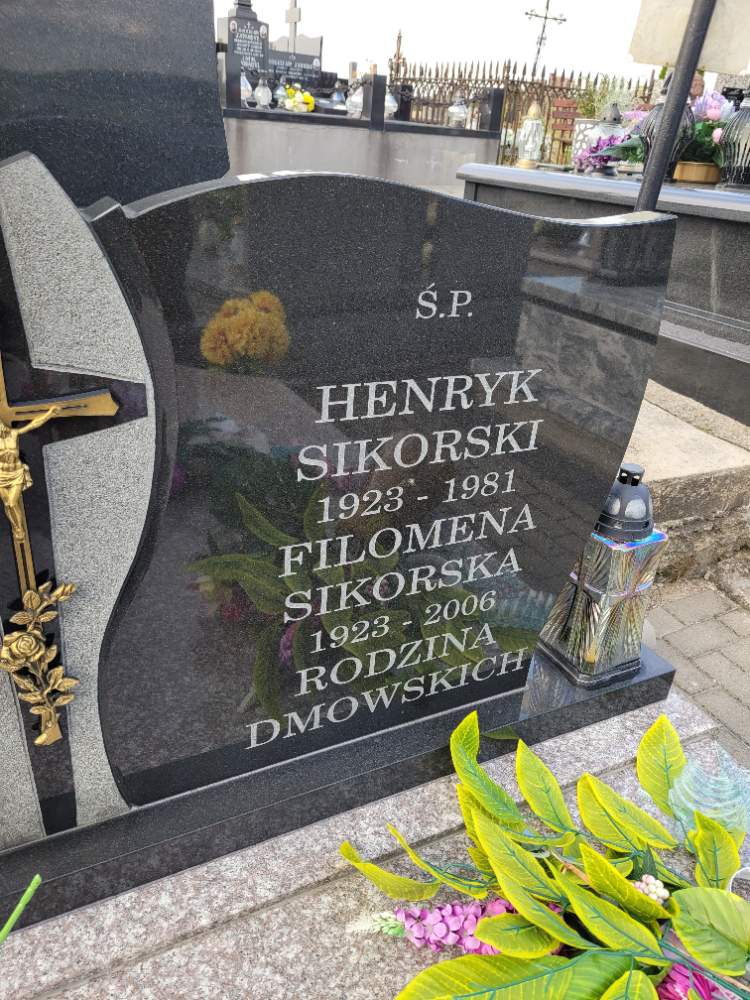 Ś.P.
HENRYK
SIKORSKI
1923 - 1981
FILOMENA
SIKORSKA
1923 - 2006
RODZINA
DMOWSKICH